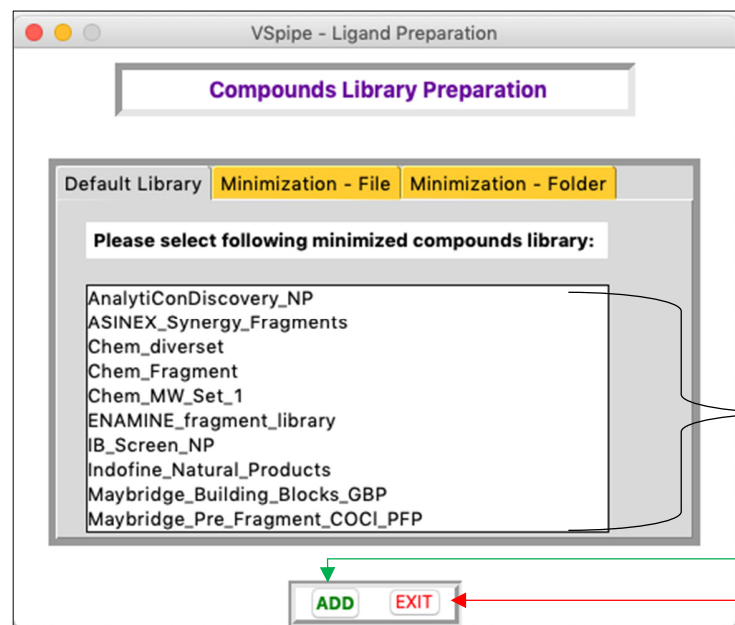 VSpipe - Ligand Preparation
Compounds Library Preparation
Default Library Minimization - File Minimization - Folder
Please select following minimized compounds library:
AnalytiConDiscovery_NP
ASINEX_Synergy_Fragments
Chem_diverset
Chem_Fragment
Chem_MW_Set_1
ENAMINE_fragment_library
IB_Screen_NP
Indofine_Natural_Products
Maybridge_Building_Blocks_GBP
Maybridge_Pre_Fragment_COCl_PFP
ADD EXIT